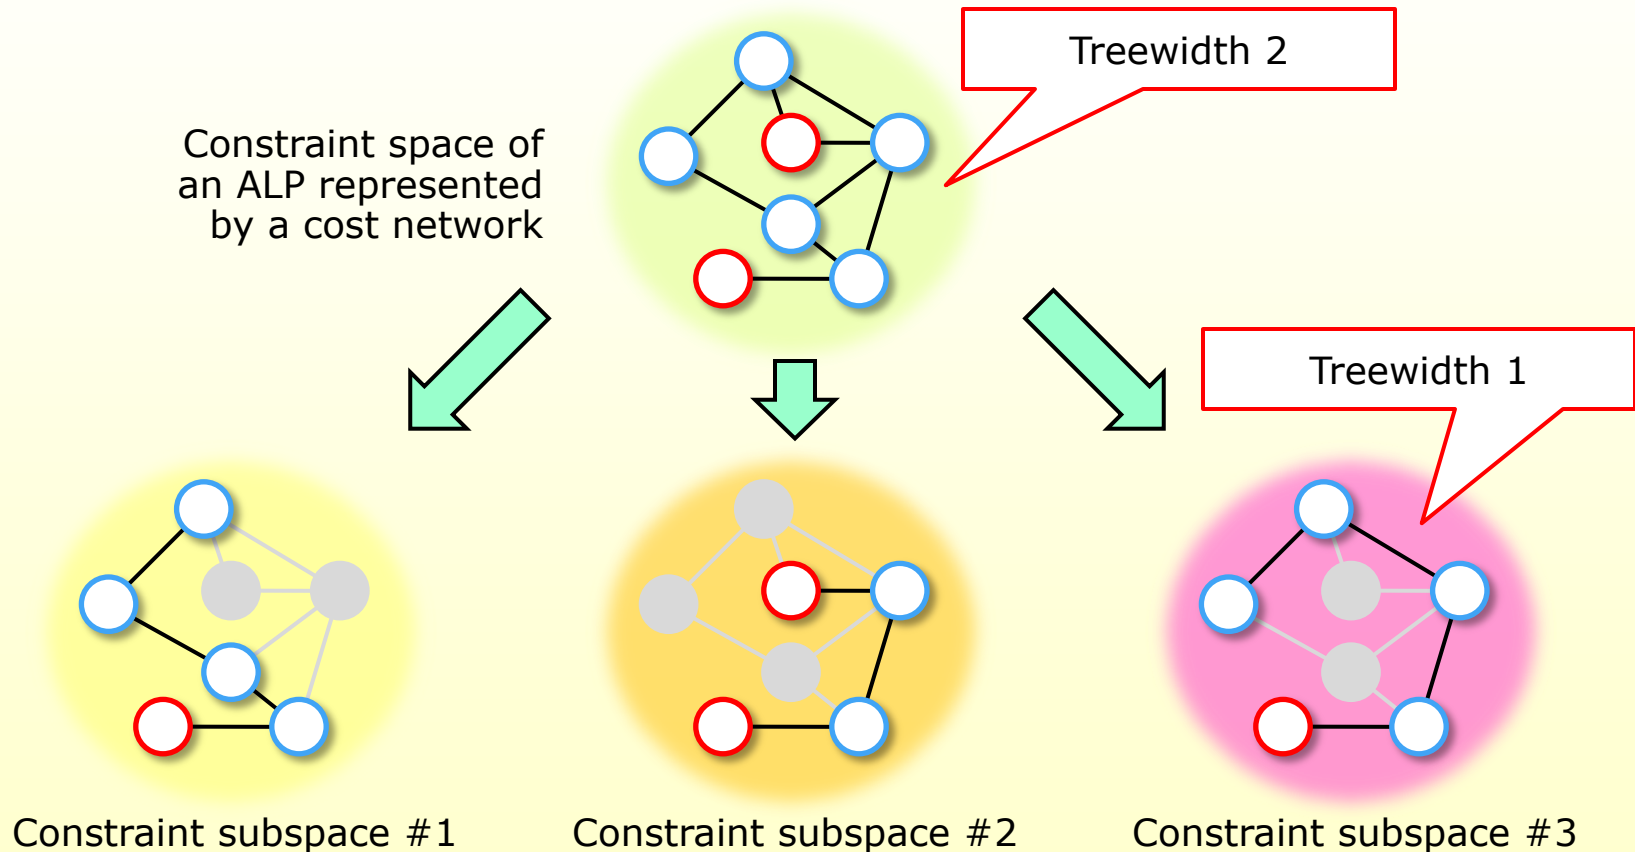 Treewidth 2
Constraint space of
an ALP represented
by a cost network
Treewidth 1
Constraint subspace #1
Constraint subspace #2
Constraint subspace #3